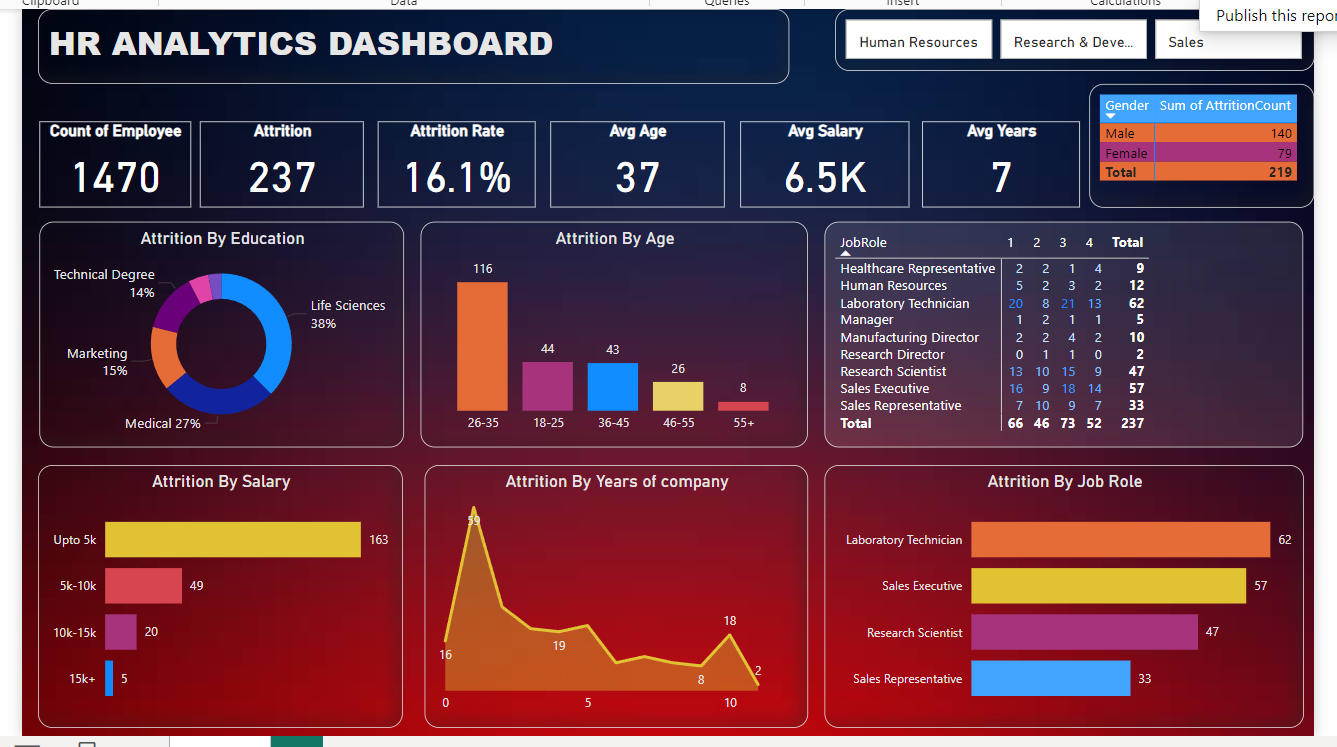 Clipboard Data Queries Insert Calculations
Publish this repor
HR ANALYTICS DASHBOARD
Human Resources Research & Deve... Sales
Gender Sum of AttritionCount
Male 140
Female 79
Total 219
Count of Employee
1470
Attrition
237
Attrition Rate
16.1%
Avg Age
37
Avg Salary
6.5K
Avg Years
7
Attrition By Education
Technical Degree
14%
Life Sciences
38%
Marketing
15%
Medical 27%
Attrition By Age
116
44
43
26
8
26-35 18-25 36-45 46-55 55+
JobRole 1 2 3 4 Total
Healthcare Representative 2 2 1 4 9
Human Resources 5 2 3 2 12
Laboratory Technician 20 8 21 13 62
Manager 1 2 1 1 5
Manufacturing Director 2 2 4 2 10
Research Director 0 1 1 0 2
Research Scientist 13 10 15 9 47
Sales Executive 16 9 18 14 57
Sales Representative 7 10 9 7 33
Total 66 46 73 52 237
Attrition By Salary
Upto 5k 163
5k-10k 49
10k-15k 20
15k+ 5
Attrition By Years of company
59
16
19
18
8
2
0 5 10
Attrition By Job Role
Laboratory Technician 62
Sales Executive 57
Research Scientist 47
Sales Representative 33